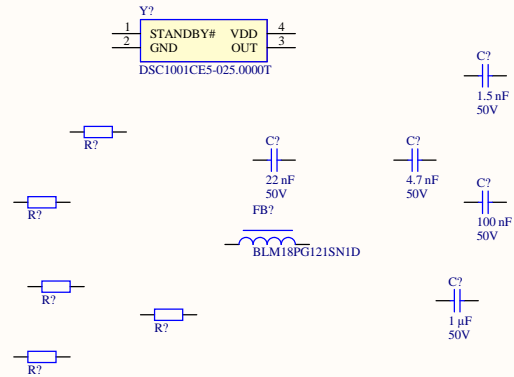 Y?
1 STANDBY# VDD 4
2 GND OUT 3
DSC1001CE5-025.0000T
C?
1.5 nF
50V
R?
C?
22 nF
50V
C?
4.7 nF
50V
C?
100 nF
50V
R?
FB?
BLM18PG121SN1D
R?
C?
1 µF
50V
R?
R?